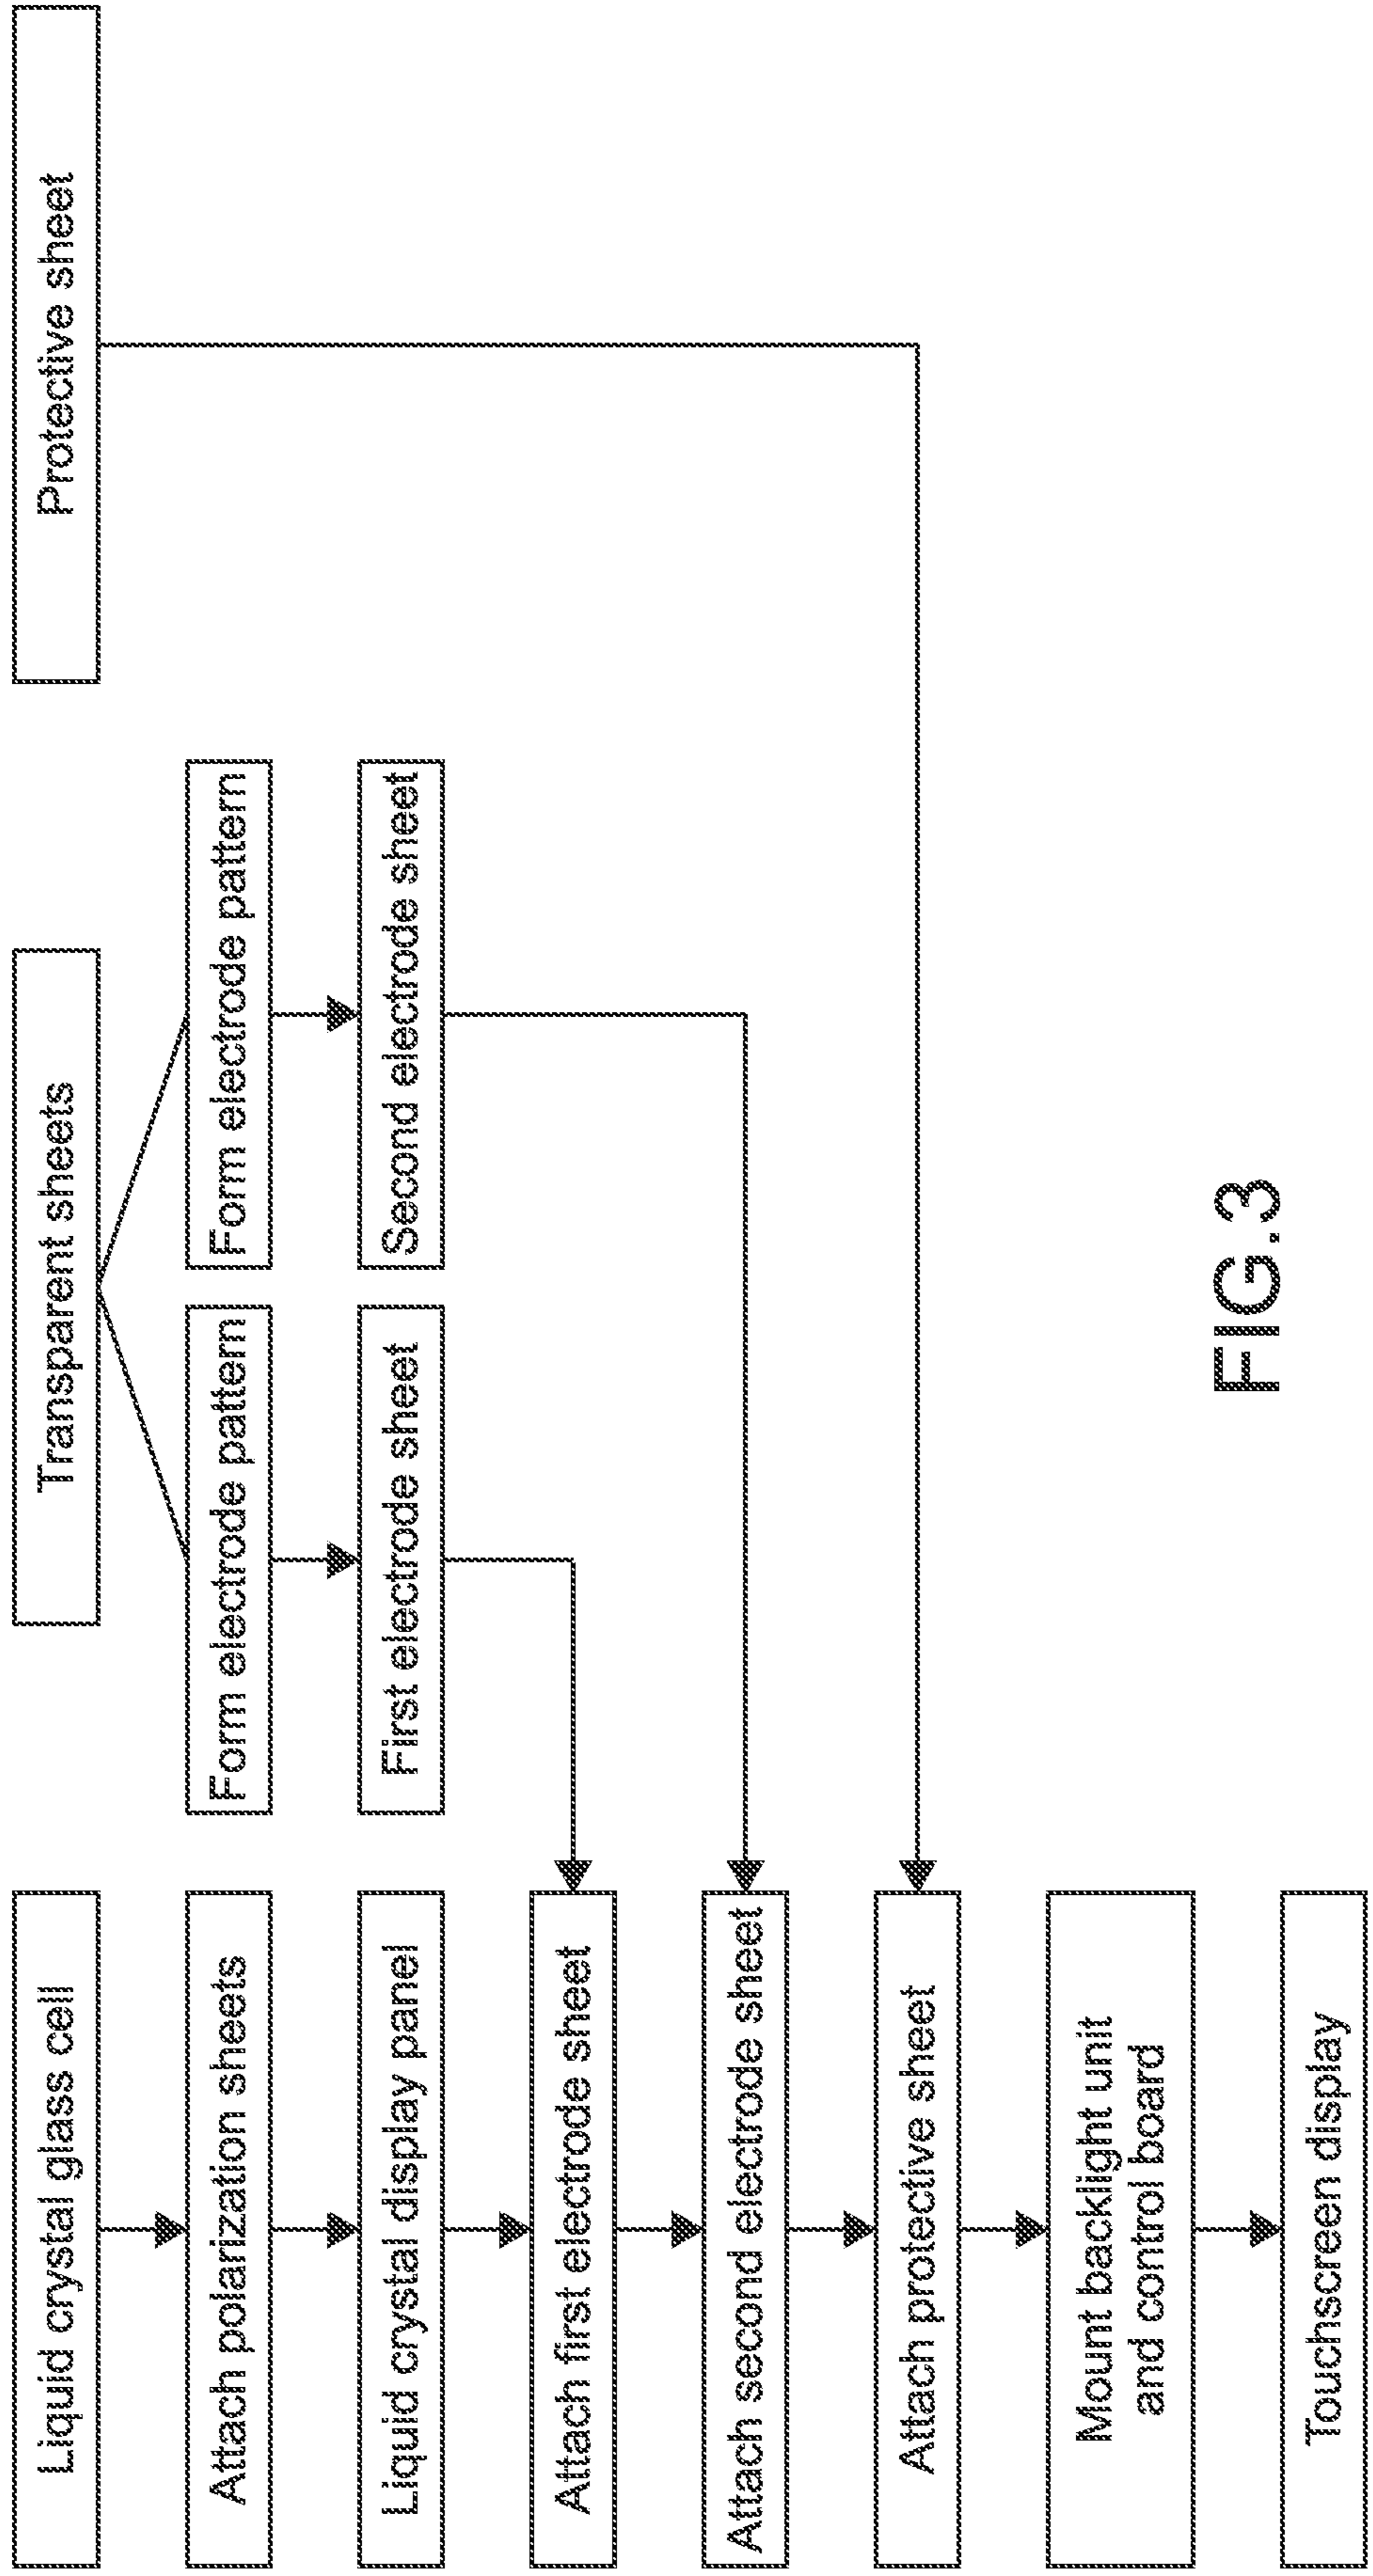 Liquid crystal glass cell
Transparent sheets
Protective sheet
Attach polarization sheets
Form electrode pattern
Form electrode pattern
Liquid crystal display panel
First electrode sheet
Second electrode sheet
Attach first electrode sheet
Attach second electrode sheet
Attach protective sheet
Mount backlight unit
and control board
Touchscreen display
FIG.3